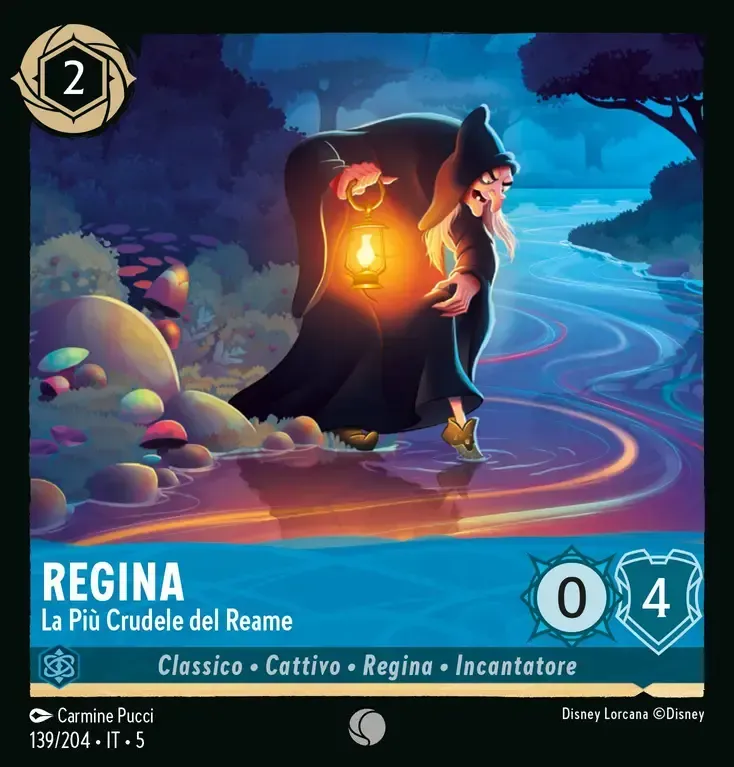 2
REGINA
La Più Crudele del Reame
0
4
Classico • Cattivo • Regina • Incantatore
Carmine Pucci
Disney Lorcana ©Disney
139/204 • IT • 5